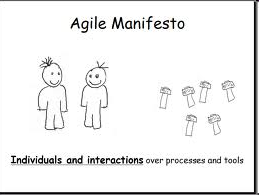 Agile Manifesto
Individuals and interactions over processes and tools